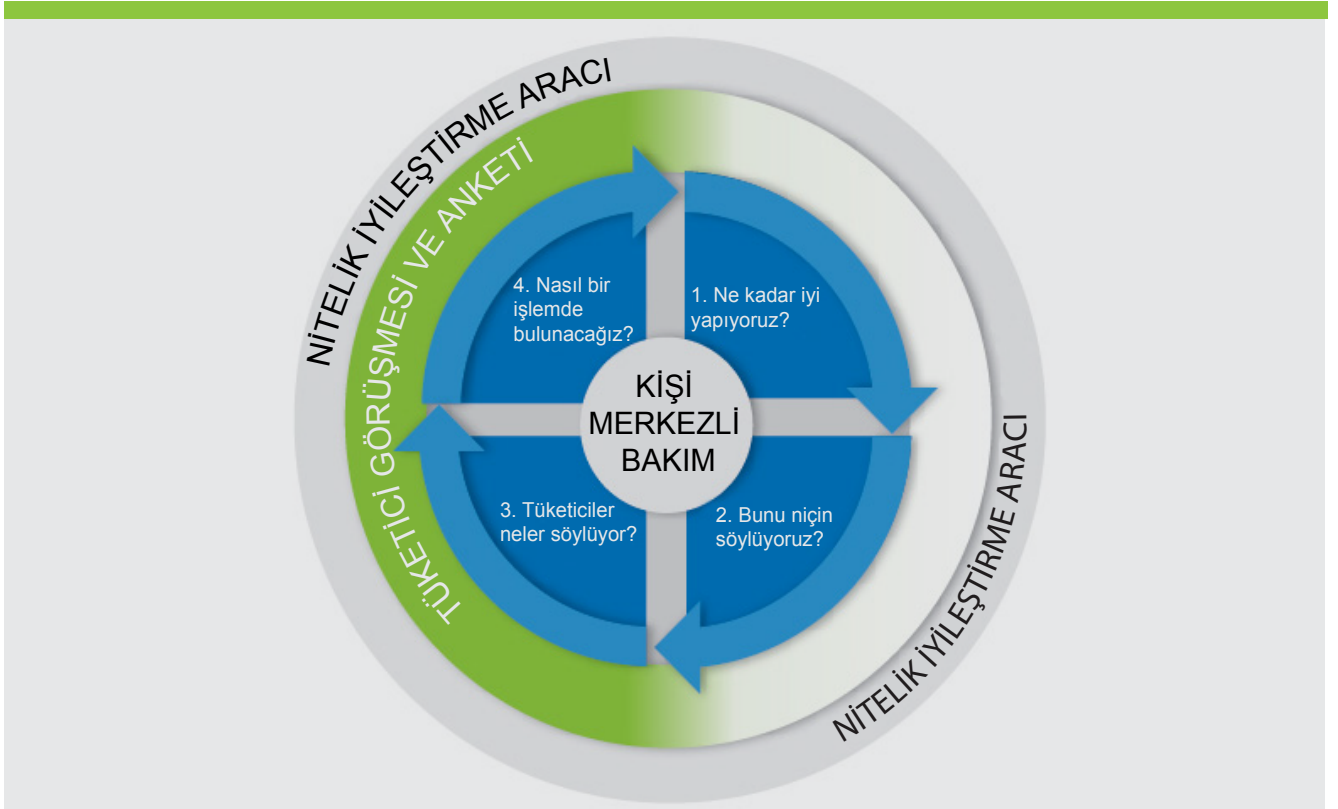 NİTELİK İYİLEŞTİRME ARACI
TÜKETİCİ GÖRÜŞMESİ VE ANKETİ
4. Nasıl bir
işlemde
bulunacağız?
1. Ne kadar iyi
yapıyoruz?
KİŞİ
MERKEZLİ
BAKIM
3. Tüketiciler
neler söylüyor?
2. Bunu niçin
söylüyoruz?
NİTELİK İYİLEŞTİRME ARACI